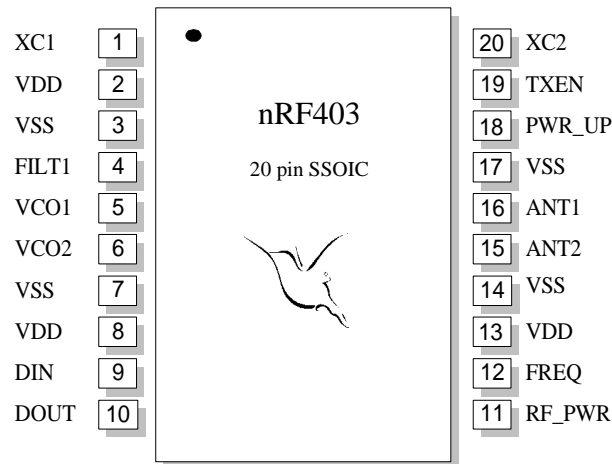 XC1 1
VDD 2
VSS 3
FILT1 4
VCO1 5
VCO2 6
VSS 7
VDD 8
DIN 9
DOUT 10
nRF403
20 pin SSOIC
20 XC2
19 TXEN
18 PWR_UP
17 VSS
16 ANT1
15 ANT2
14 VSS
13 VDD
12 FREQ
11 RF_PWR